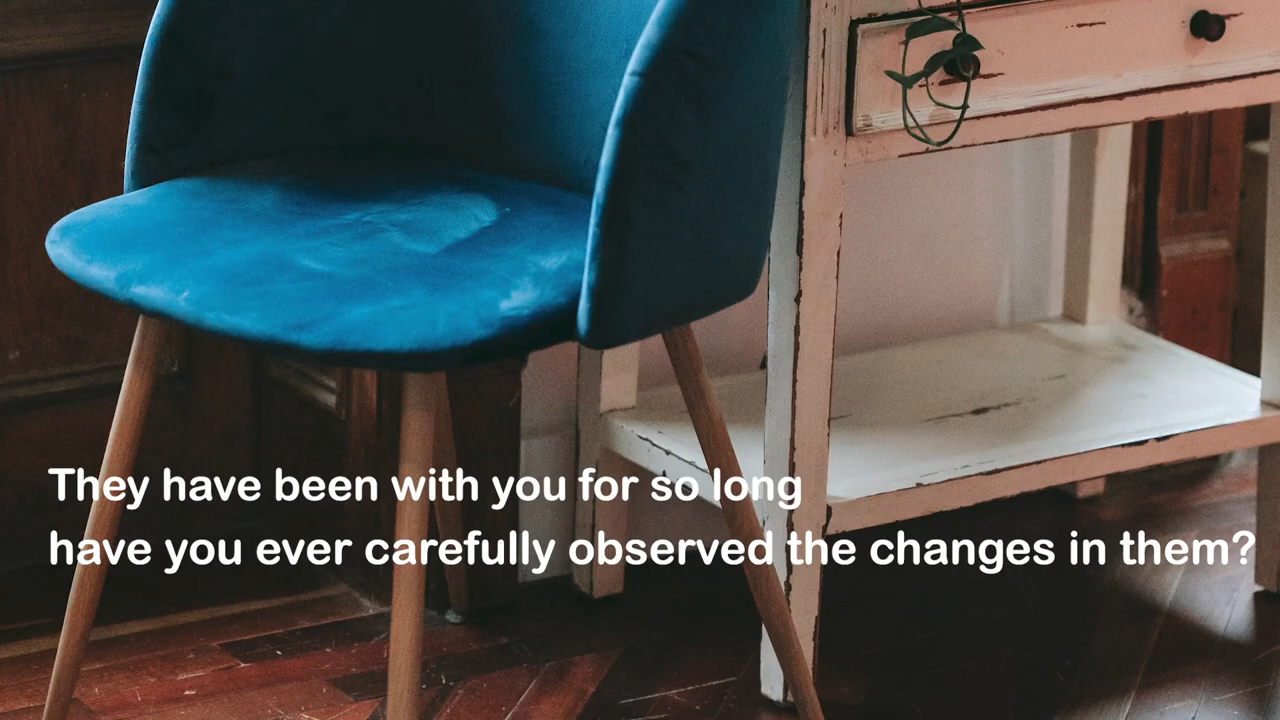 They have been with you for so long
have you ever carefully observed the changes in them?